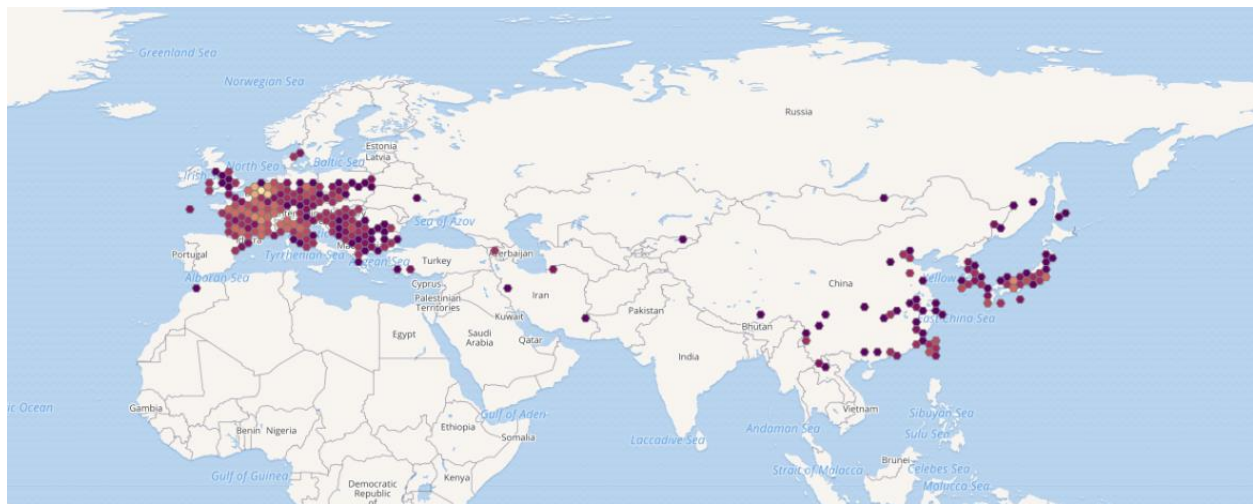 Greenland Sea
Norwegian Sea
Russia
Estonia
Latvia
North Sea
Baltic Sea
Irish
Sea of Azov
Portugal
Tyrrhenian Sea
Aegean Sea
Turkey
Alboran Sea
Cyprus
Palestinian
Territories
Iran
China
Yellow
East China Sea
Egypt
Kuwait
Pakistan
Bhutan
Saudi
Arabia
Qatar
India
Gambia
Gulf of Aden
Vietnam
Sibuyan Sea
Benin
Nigeria
Ethiopia
Somalia
Laccadive Sea
Andaman Sea
Sulu Sea
Gulf of Guinea
Kenya
Brunei
Celebes Sea
Strait of Malacca
Molucca Sea
Democratic
Republic
of